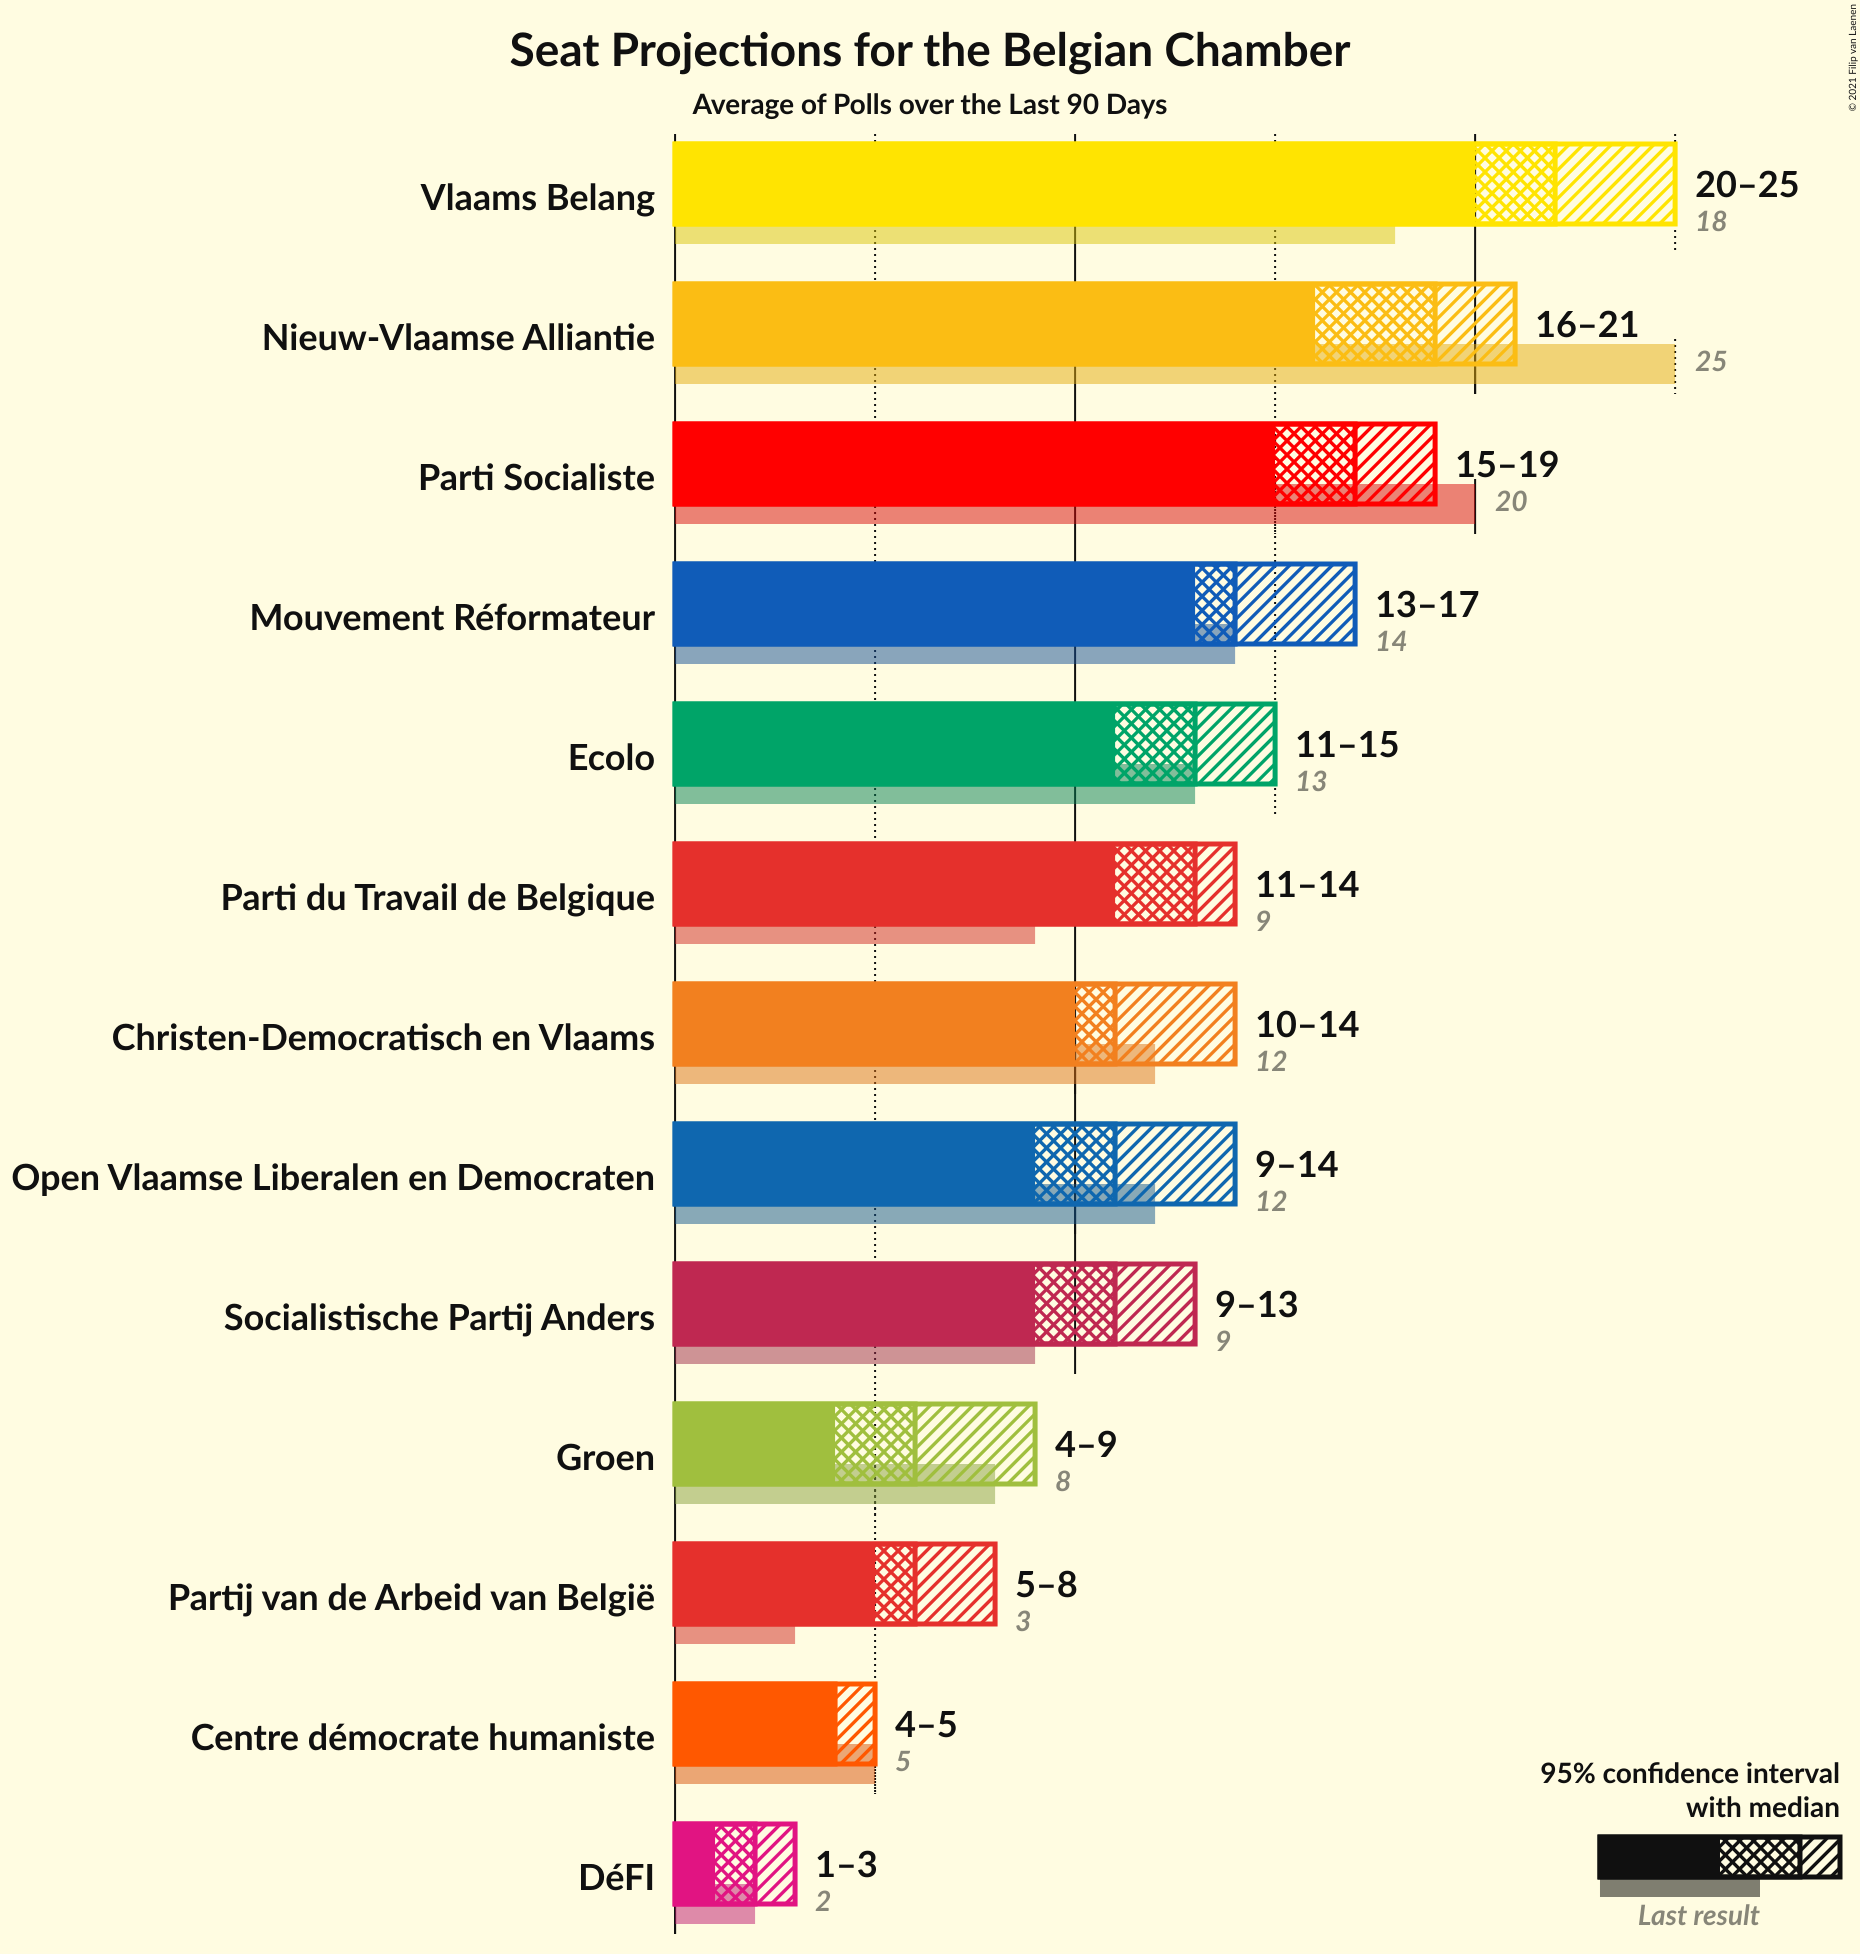 Seat Projections for the Belgian Chamber
Average of Polls over the Last 90 Days
© 2021 Filip van Laenen
Vlaams Belang
20–25
18
Nieuw-Vlaamse Alliantie
16–21
25
Parti Socialiste
15–19
20
Mouvement Réformateur
13–17
14
Ecolo
11–15
13
Parti du Travail de Belgique
11–14
9
Christen-Democratisch en Vlaams
10–14
12
Open Vlaamse Liberalen en Democraten
9–14
12
Socialistische Partij Anders
9–13
9
Groen
4–9
8
Partij van de Arbeid van België
5–8
3
Centre démocrate humaniste
4–5
5
DéFI
1–3
2
95% confidence interval
with median
Last result